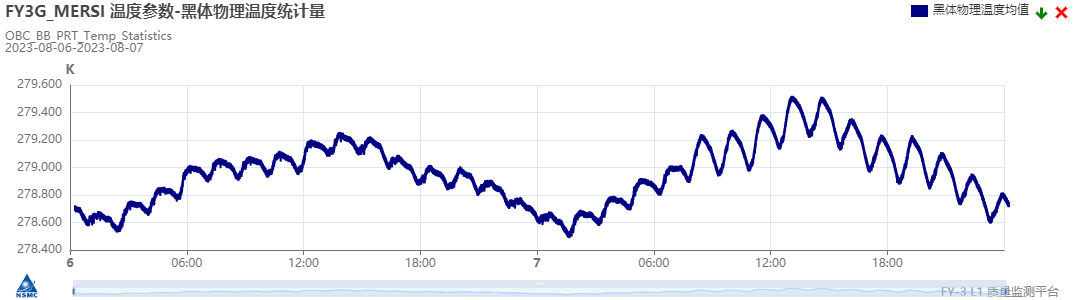 FY3G_MERSI 温度参数-黑体物理温度统计量
黑体物理温度均值
OBC_BB_PRT_Temp_Statistics
2023-08-06-2023-08-07
K
279.600
279.400
279.200
279.000
278.800
278.600
278.400
6 06:00 12:00 18:00 7 06:00 12:00 18:00
NSMC
FY-3 L1 质量监测平台